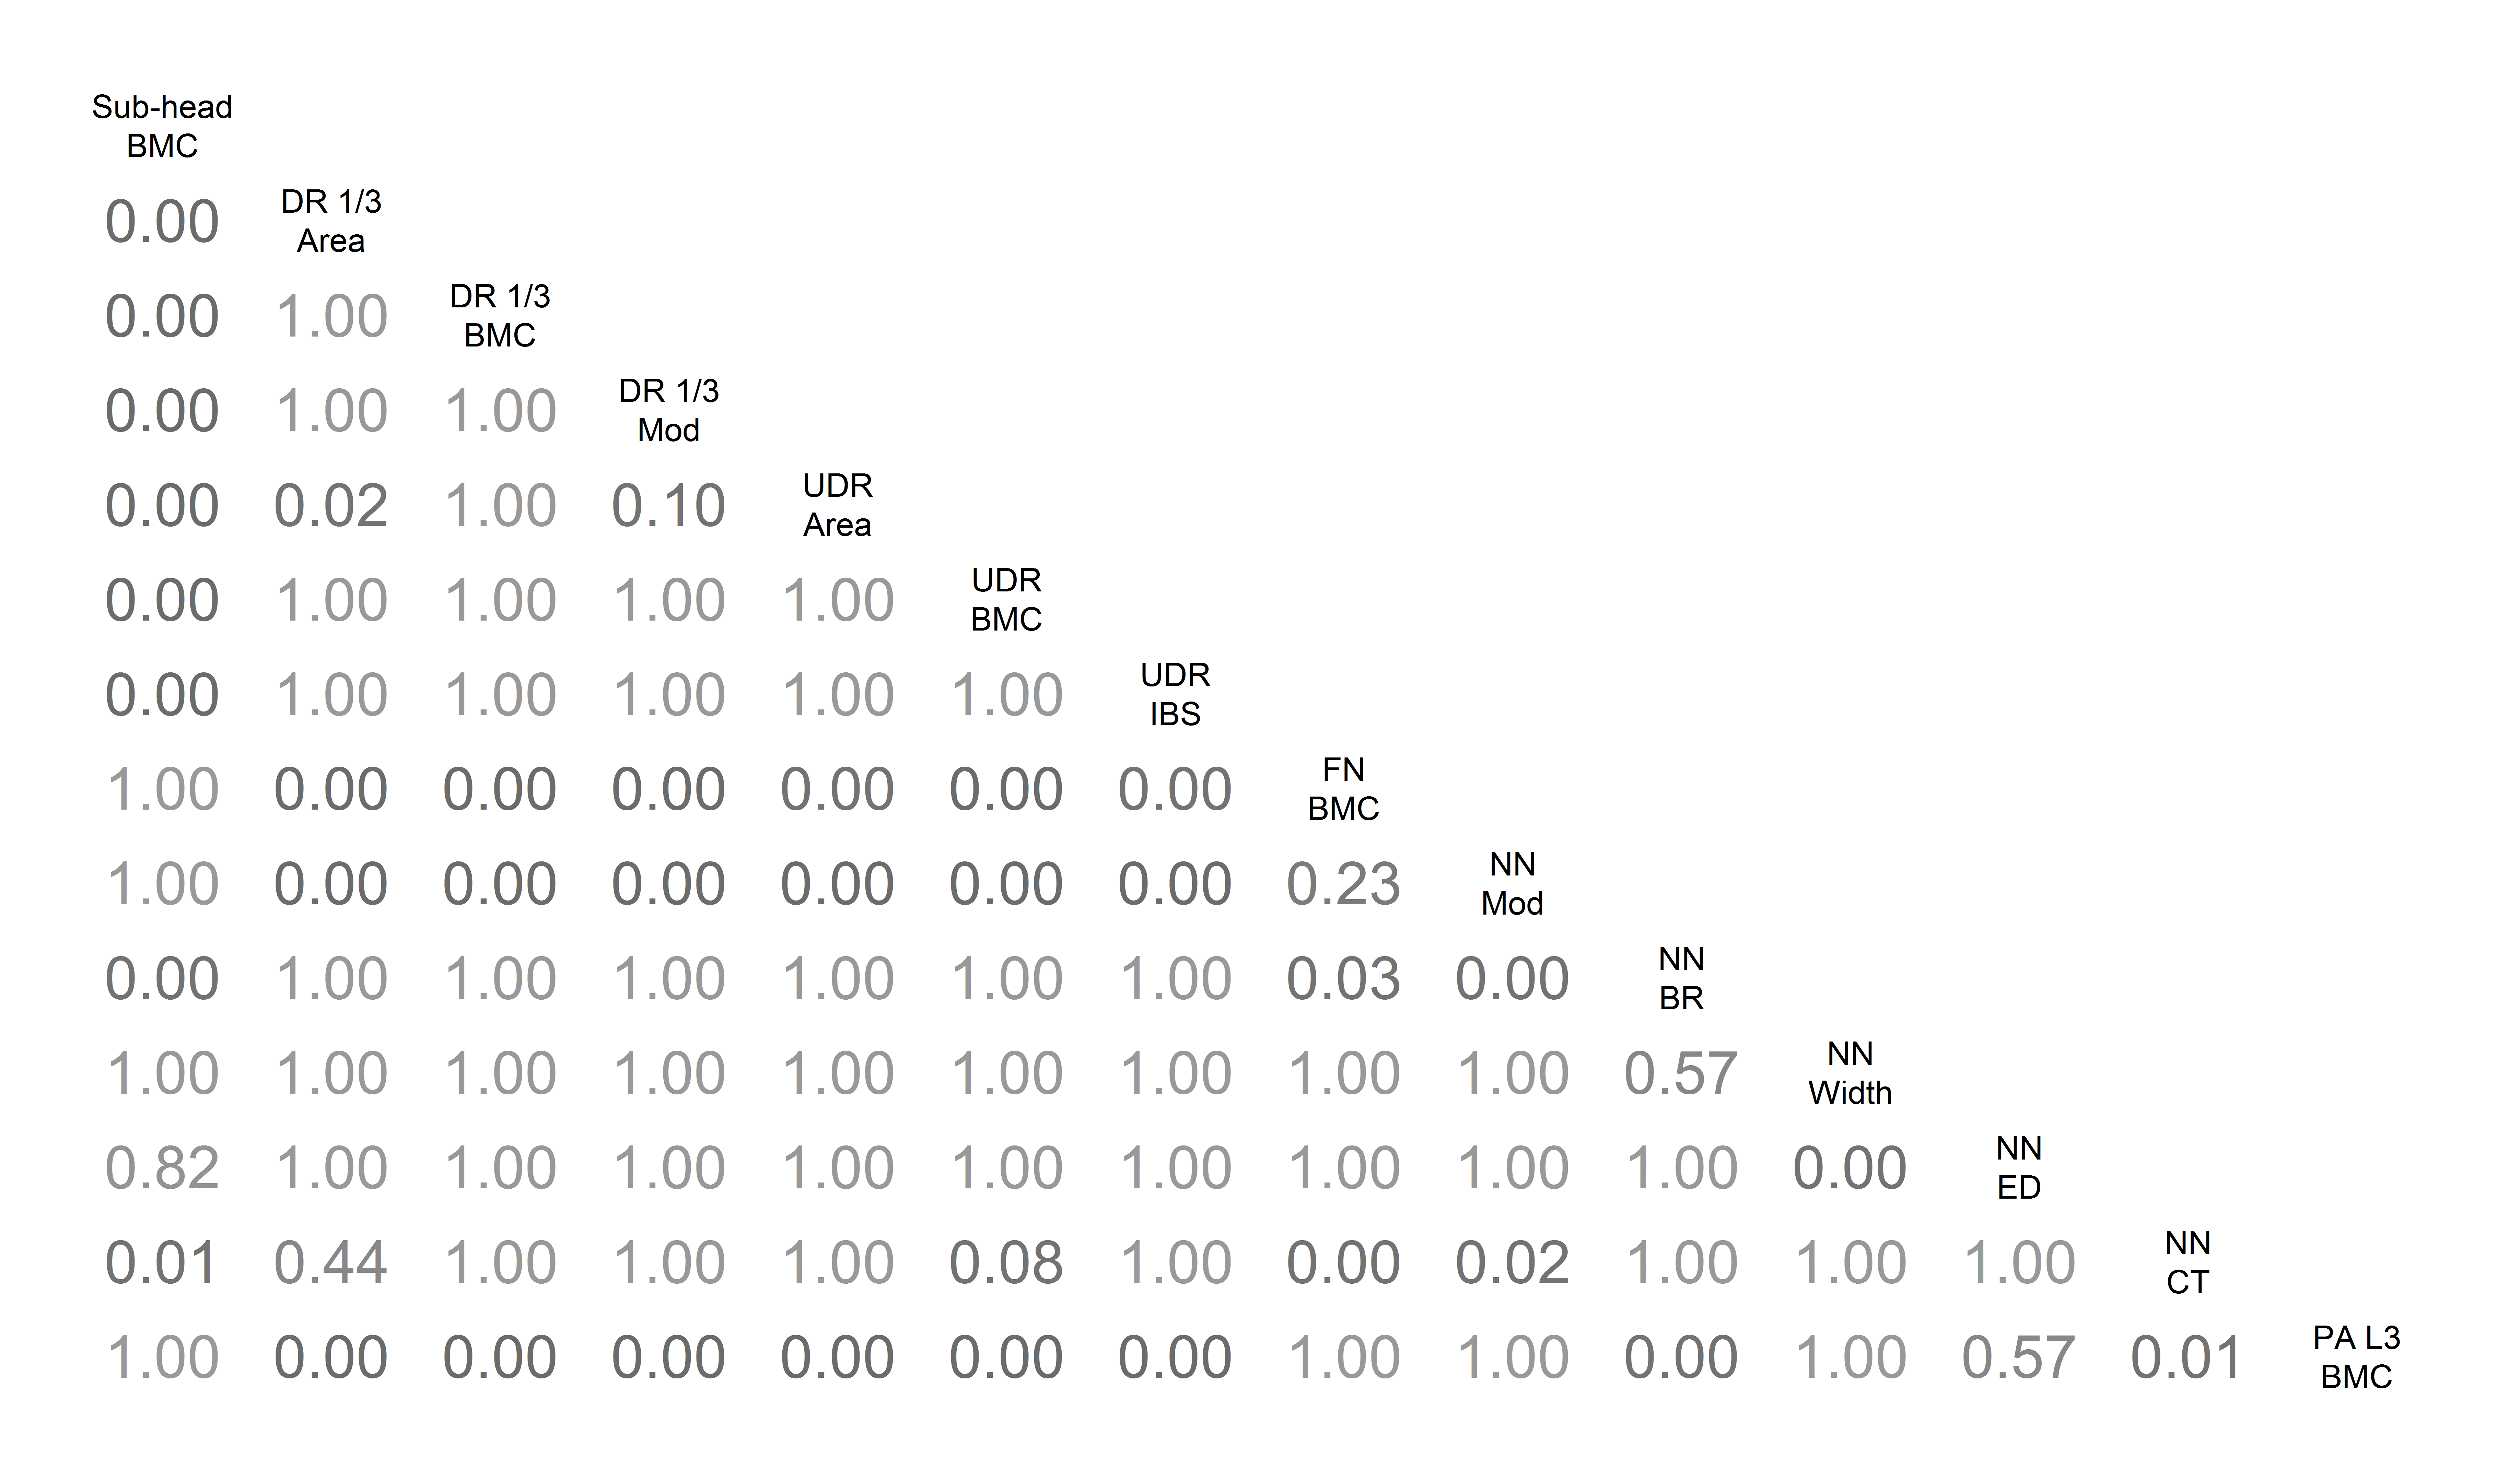 Sub-head
BMC
0.00 DR 1/3
Area
0.00 1.00 DR 1/3
BMC
0.00 1.00 1.00 DR 1/3
Mod
0.00 0.02 1.00 0.10 UDR
Area
0.00 1.00 1.00 1.00 1.00 UDR
BMC
0.00 1.00 1.00 1.00 1.00 1.00 UDR
IBS
1.00 0.00 0.00 0.00 0.00 0.00 0.00 FN
BMC
1.00 0.00 0.00 0.00 0.00 0.00 0.00 0.23 NN
Mod
0.00 1.00 1.00 1.00 1.00 1.00 1.00 0.03 0.00 NN
BR
1.00 1.00 1.00 1.00 1.00 1.00 1.00 1.00 1.00 0.57 NN
Width
0.82 1.00 1.00 1.00 1.00 1.00 1.00 1.00 1.00 1.00 0.00 NN
ED
0.01 0.44 1.00 1.00 1.00 0.08 1.00 0.00 0.02 1.00 1.00 1.00 NN
CT
1.00 0.00 0.00 0.00 0.00 0.00 0.00 1.00 1.00 0.00 1.00 0.57 0.01 PA L3
BMC